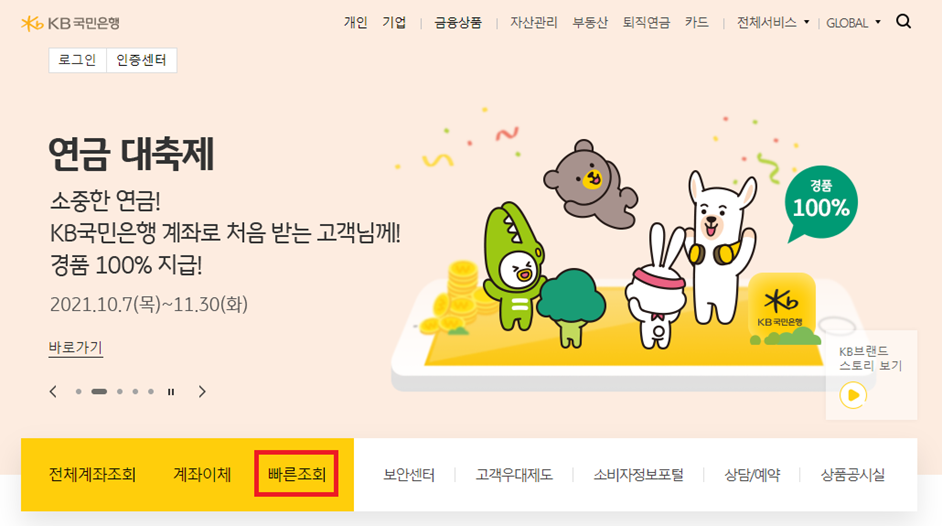 KB 국민은행
개인 기업 금융상품 자산관리 부동산 퇴직연금 카드 전체서비스 GLOBAL
로그인 인증센터
연금 대축제
소중한 연금!
KB국민은행 계좌로 처음 받는 고객님께!
경품 100% 지급!
2021.10.7(목)~11.30(화)
바로가기
경품
100%
KB국민은행
KB브랜드
스토리 보기
전체계좌조회 계좌이체 빠른조회 보안센터 고객우대제도 소비자정보포털 상담/예약 상품공시실